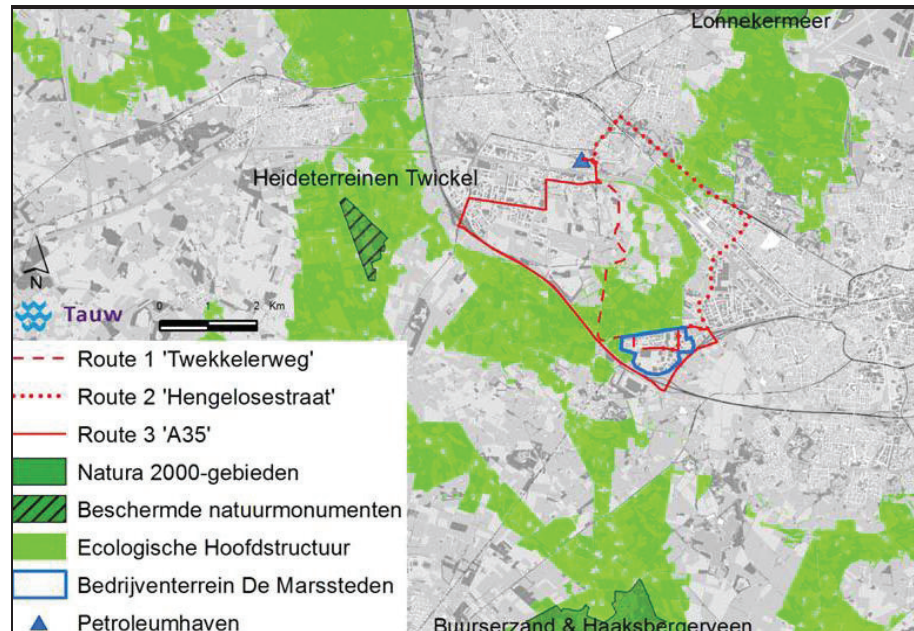 Lonnekermeer
Heideterreinen Twickel
N
0 1 2 Km
Tauw
Route 1 'Twekkelerweg'
Route 2 'Hengelosestraat'
Route 3 'A35'
Natura 2000-gebieden
Beschermde natuurmonumenten
Ecologische Hoofdstructuur
Bedrijventerrein De Marssteden
Petroleumhaven
Buurserzand & Haaksbergerveen